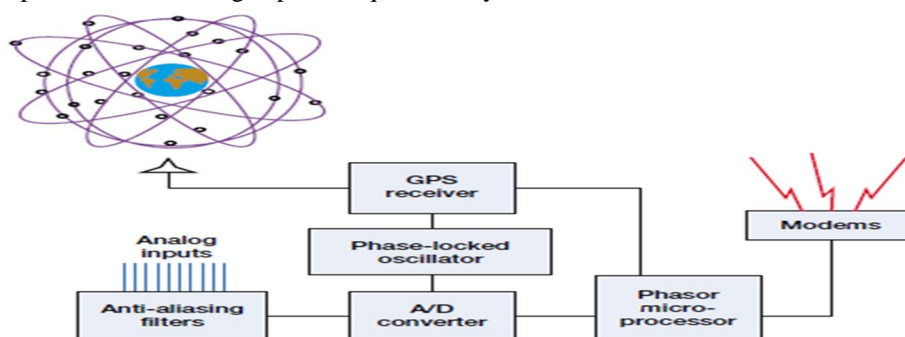 GPS
receiver
Analog
inputs
Phase-locked
oscillator
Modems
Anti-aliasing
filters
A/D
converter
Phasor
micro-
processor